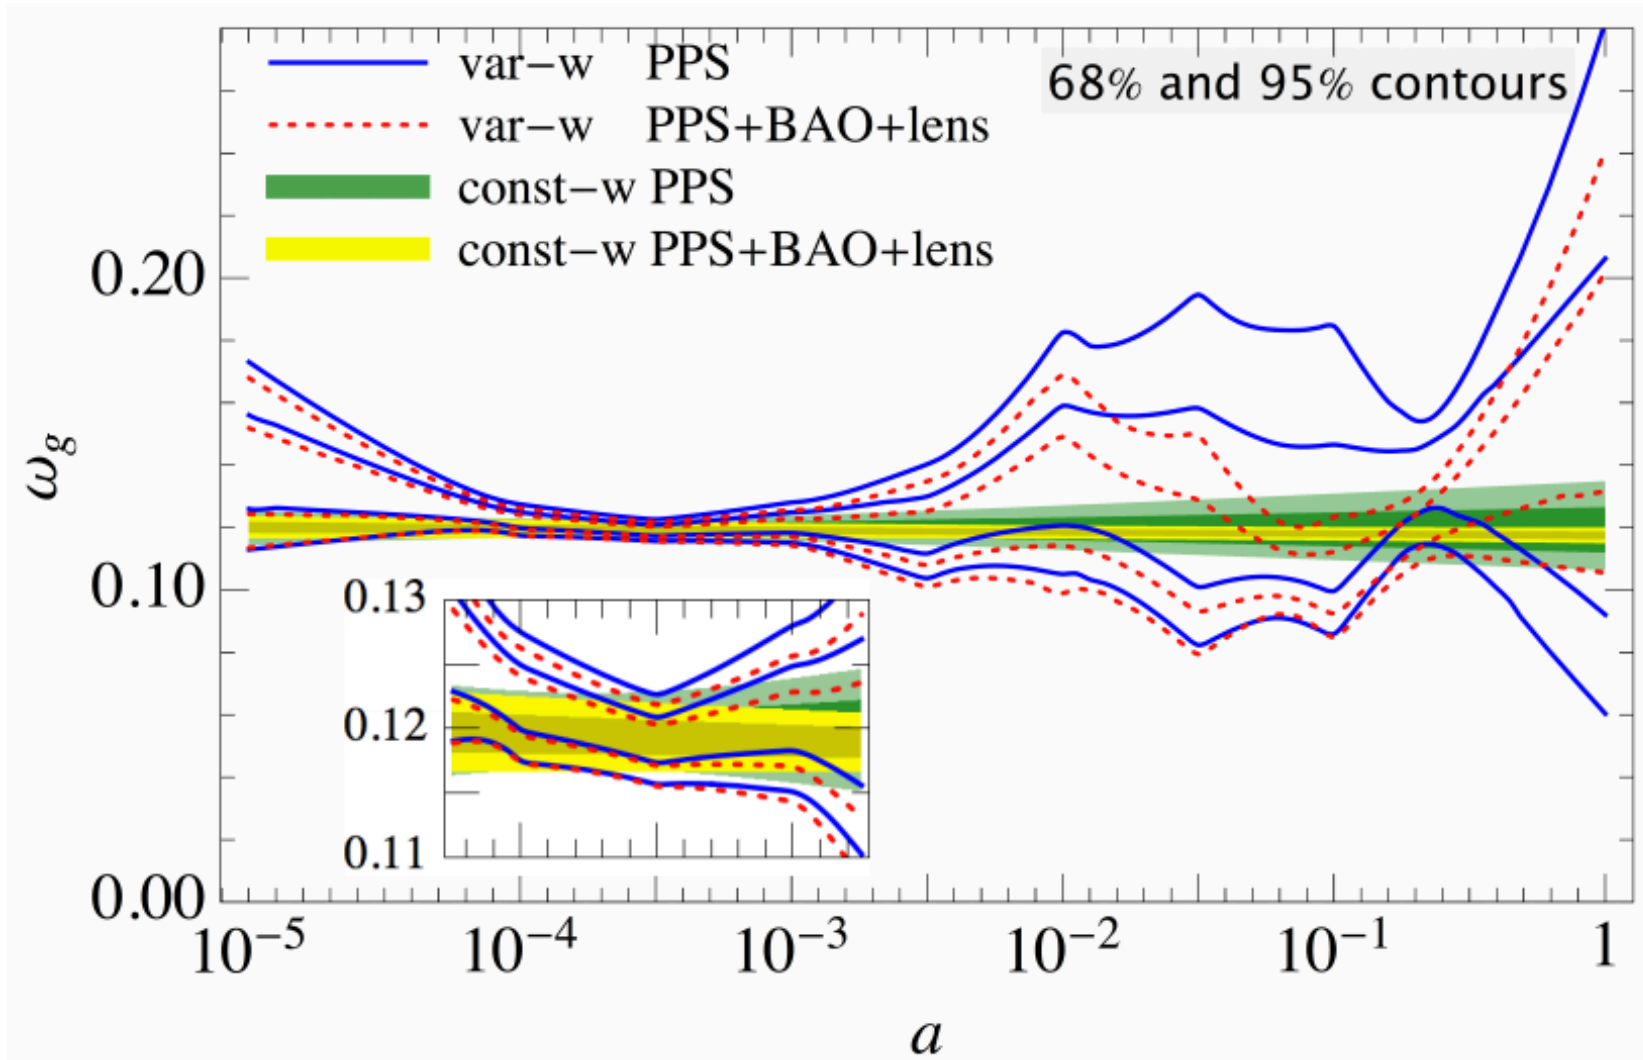 var−w PPS
var−w PPS+BAO+lens
const−w PPS
const−w PPS+BAO+lens
68% and 95% contours
ω_g
0.20
0.10
0.00
0.13
0.12
0.11
10⁻⁵ 10⁻⁴ 10⁻³ 10⁻² 10⁻¹ 1
a